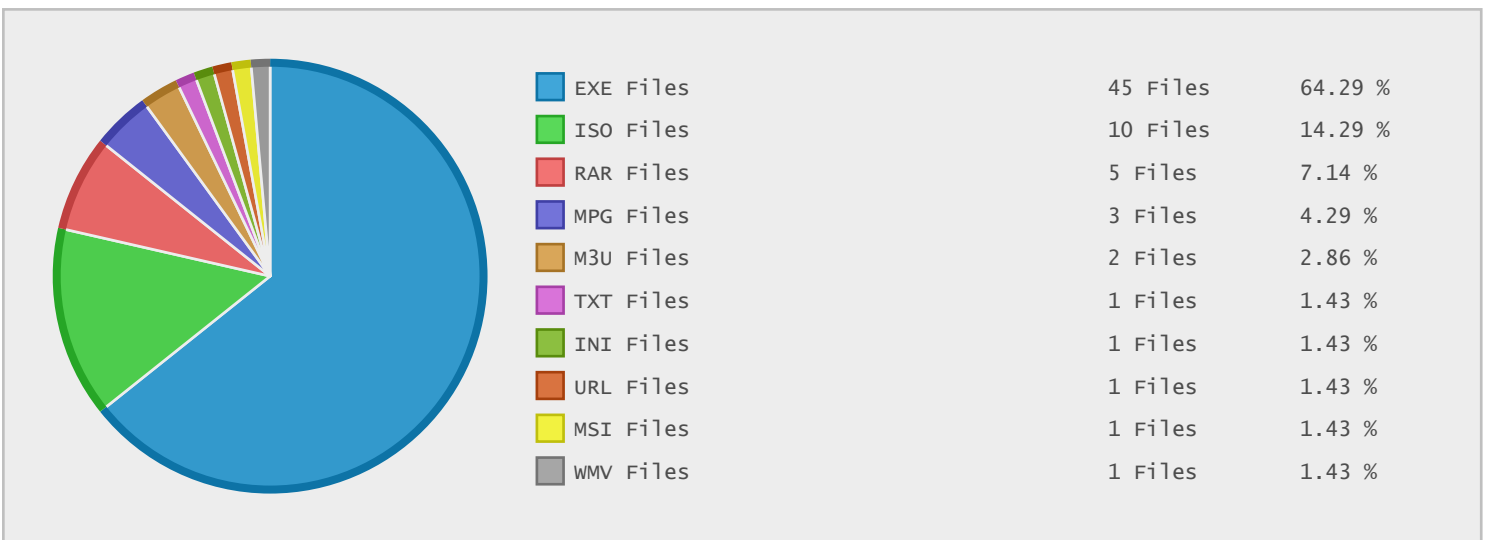 EXE Files 45 Files 64.29 %
ISO Files 10 Files 14.29 %
RAR Files 5 Files 7.14 %
MPG Files 3 Files 4.29 %
M3U Files 2 Files 2.86 %
TXT Files 1 Files 1.43 %
INI Files 1 Files 1.43 %
URL Files 1 Files 1.43 %
MSI Files 1 Files 1.43 %
WMV Files 1 Files 1.43 %